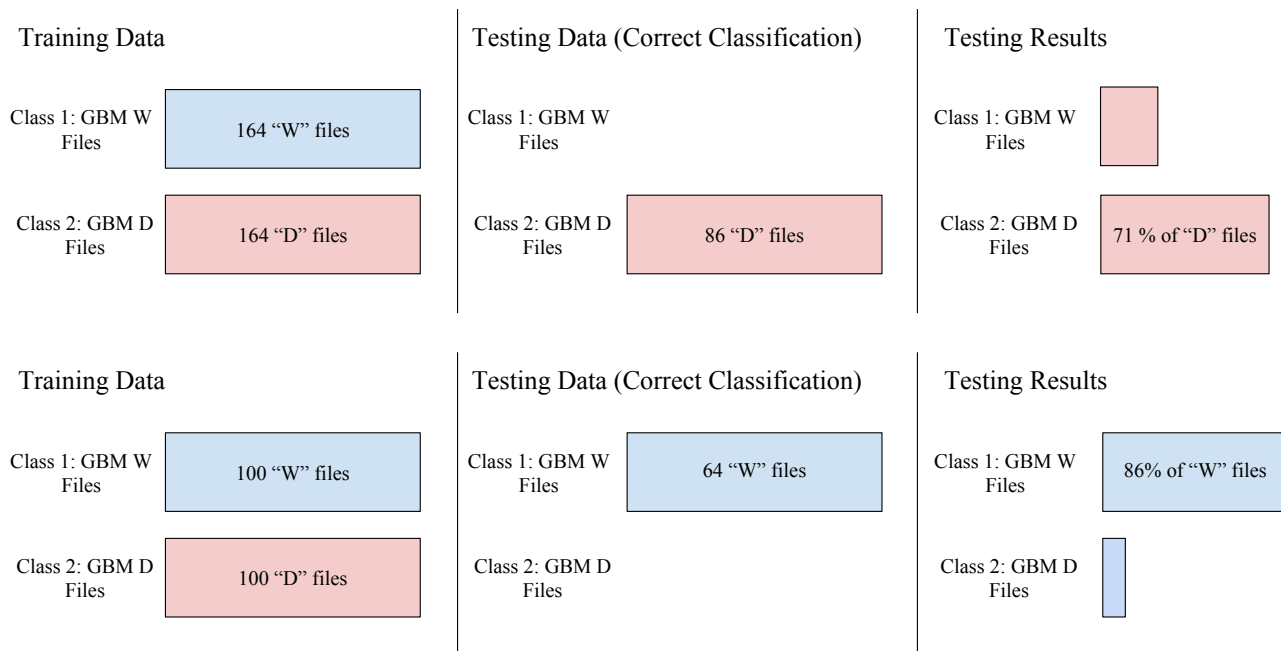 Training Data
Testing Data (Correct Classification)
Testing Results
Class 1: GBM W
Files
164 “W” files
Class 1: GBM W
Files
Class 1: GBM W
Files
Class 2: GBM D
Files
164 “D” files
Class 2: GBM D
Files
86 “D” files
Class 2: GBM D
Files
71 % of “D” files
Training Data
Testing Data (Correct Classification)
Testing Results
Class 1: GBM W
Files
100 “W” files
Class 1: GBM W
Files
64 “W” files
Class 1: GBM W
Files
86% of “W” files
Class 2: GBM D
Files
100 “D” files
Class 2: GBM D
Files
Class 2: GBM D
Files